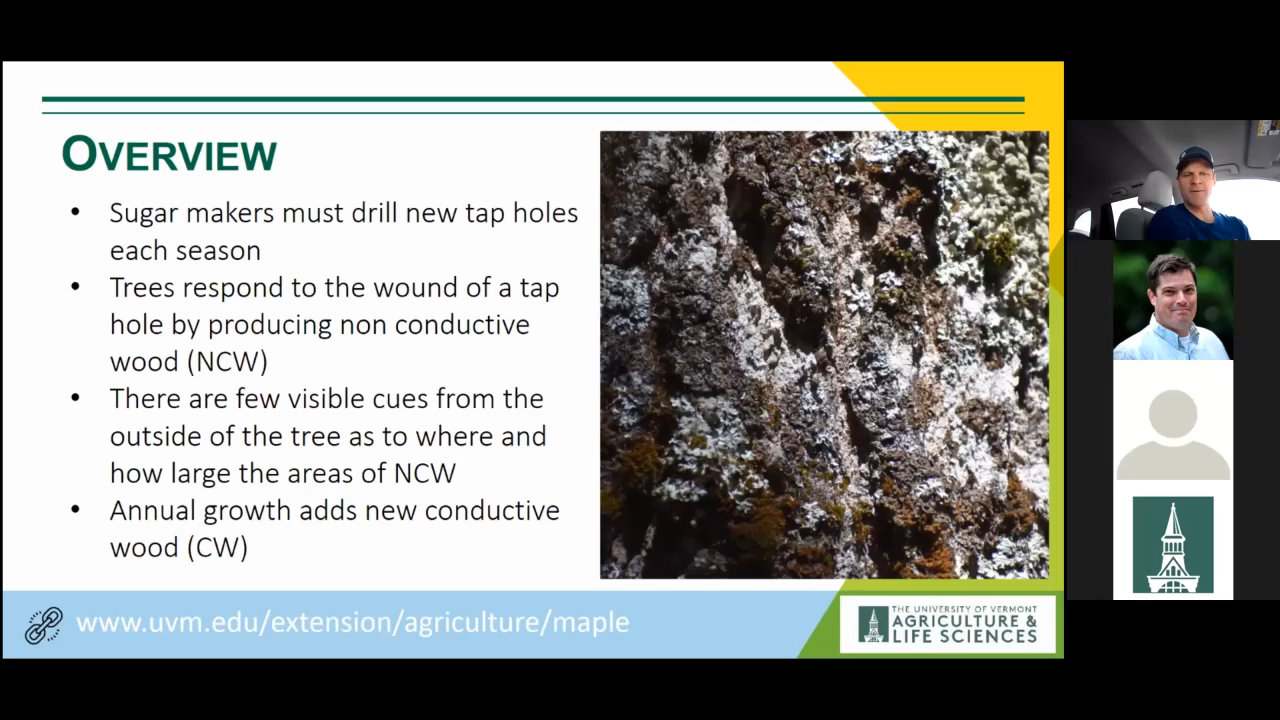 OVERVIEW
• Sugar makers must drill new tap holes
each season
• Trees respond to the wound of a tap
hole by producing non conductive
wood (NCW)
• There are few visible cues from the
outside of the tree as to where and
how large the areas of NCW
• Annual growth adds new conductive
wood (CW)
www.uvm.edu/extension/agriculture/maple
THE UNIVERSITY OF VERMONT
AGRICULTURE &
LIFE SCIENCES